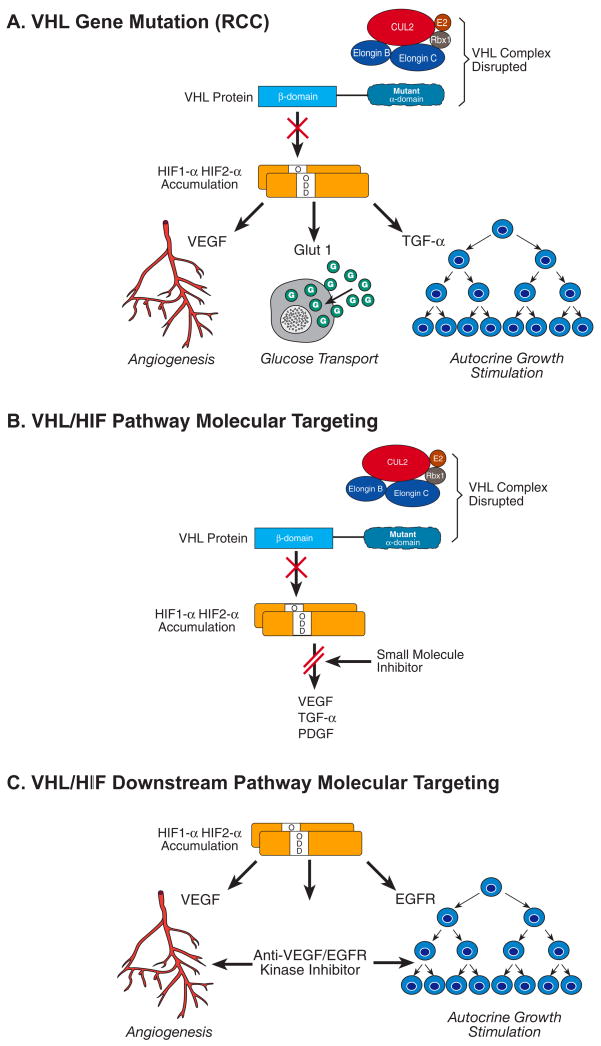 A. VHL Gene Mutation (RCC)
CUL2
E2
Rbx1
Elongin B
Elongin C
VHL Complex
Disrupted
VHL Protein
β-domain
Mutant
α-domain
HIF1-α HIF2-α
Accumulation
O
O
D
D
VEGF
Glut 1
TGF-α
G
G
G
G
G
G
G
G
G
G
G
Angiogenesis
Glucose Transport
Autocrine Growth
Stimulation
B. VHL/HIF Pathway Molecular Targeting
CUL2
E2
Rbx1
Elongin B
Elongin C
VHL Complex
Disrupted
VHL Protein
β-domain
Mutant
α-domain
HIF1-α HIF2-α
Accumulation
O
O
D
D
Small Molecule
Inhibitor
VEGF
TGF-α
PDGF
C. VHL/HIF Downstream Pathway Molecular Targeting
HIF1-α HIF2-α
Accumulation
O
O
D
D
VEGF
EGFR
Anti-VEGF/EGFR
Kinase Inhibitor
Angiogenesis
Autocrine Growth
Stimulation